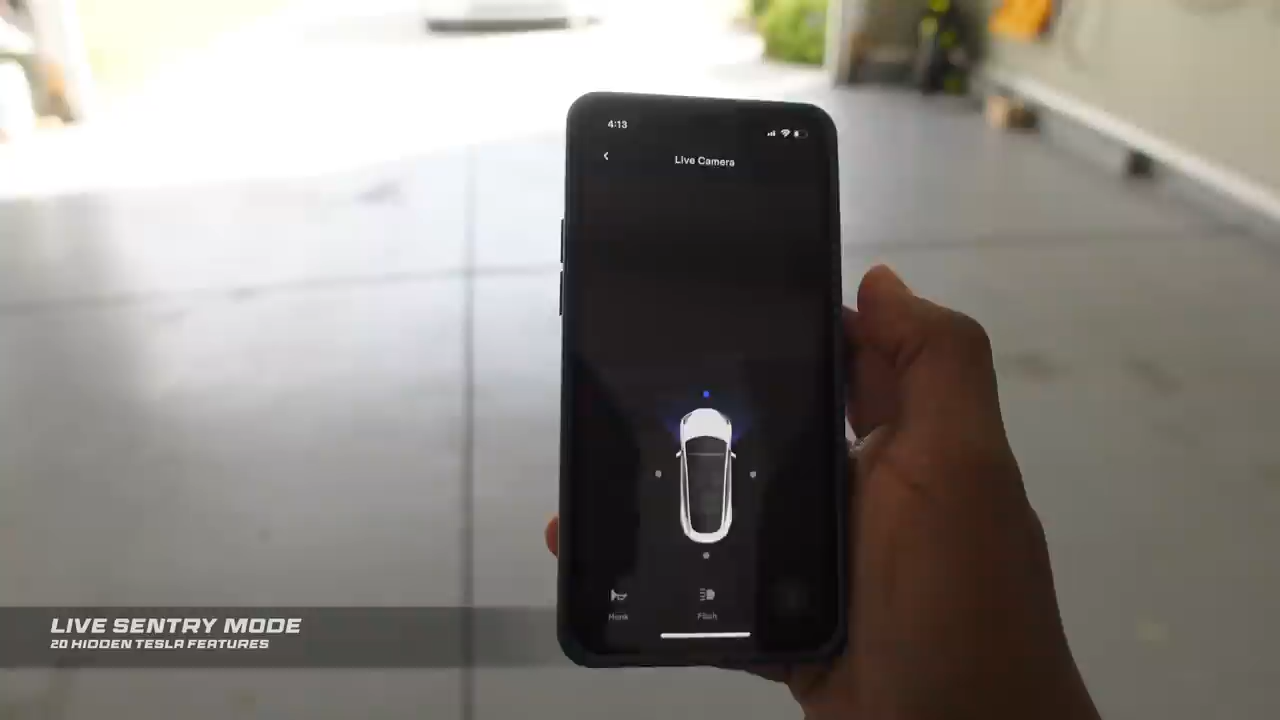 4:13
Live Camera
Honk
Flash
LIVE SENTRY MODE
20 HIDDEN TESLA FEATURES